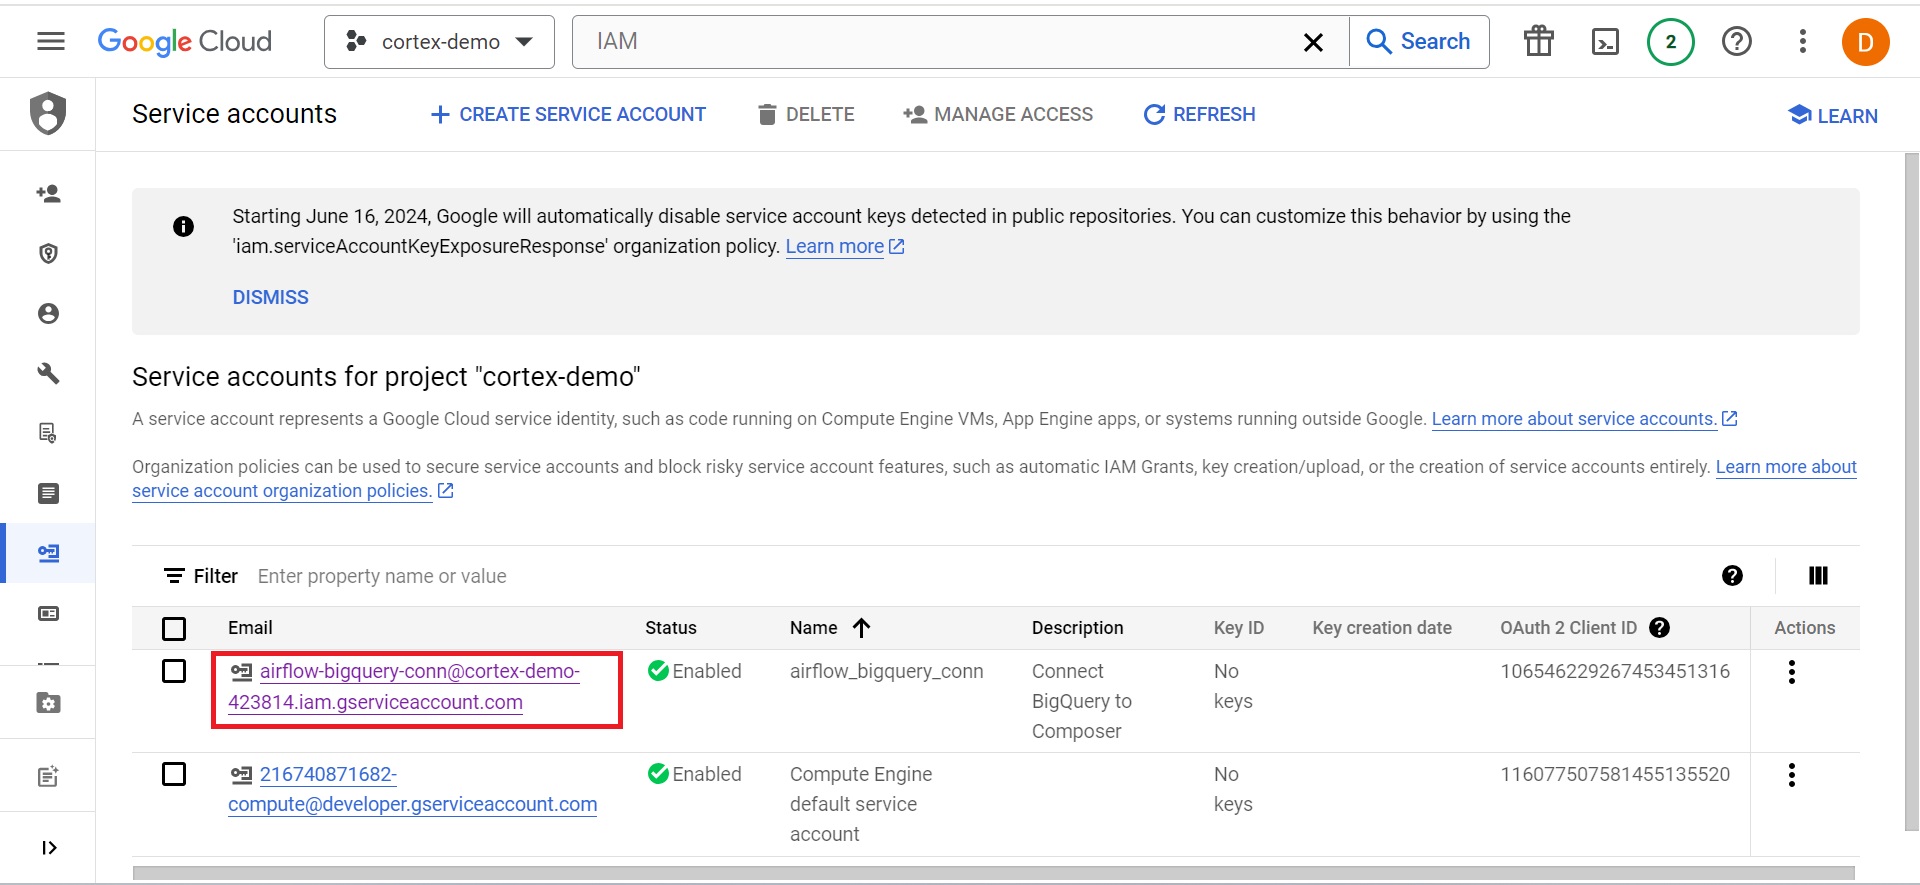 Google Cloud cortex-demo IAM Search 2 D
Service accounts CREATE SERVICE ACCOUNT DELETE MANAGE ACCESS REFRESH LEARN
Starting June 16, 2024, Google will automatically disable service account keys detected in public repositories. You can customize this behavior by using the
'iam.serviceAccountKeyExposureResponse' organization policy. Learn more
DISMISS
Service accounts for project "cortex-demo"
A service account represents a Google Cloud service identity, such as code running on Compute Engine VMs, App Engine apps, or systems running outside Google. Learn more about service accounts.
Organization policies can be used to secure service accounts and block risky service account features, such as automatic IAM Grants, key creation/upload, or the creation of service accounts entirely. Learn more about
service account organization policies.
Filter Enter property name or value
Email Status Name Description Key ID Key creation date OAuth 2 Client ID Actions
airflow-bigquery-conn@cortex-demo- Enabled airflow_bigquery_conn Connect No 106546229267453451316
423814.iam.gserviceaccount.com BigQuery to keys
Composer
216740871682- Enabled Compute Engine No 116077507581455135520
compute@developer.gserviceaccount.com default service keys
account